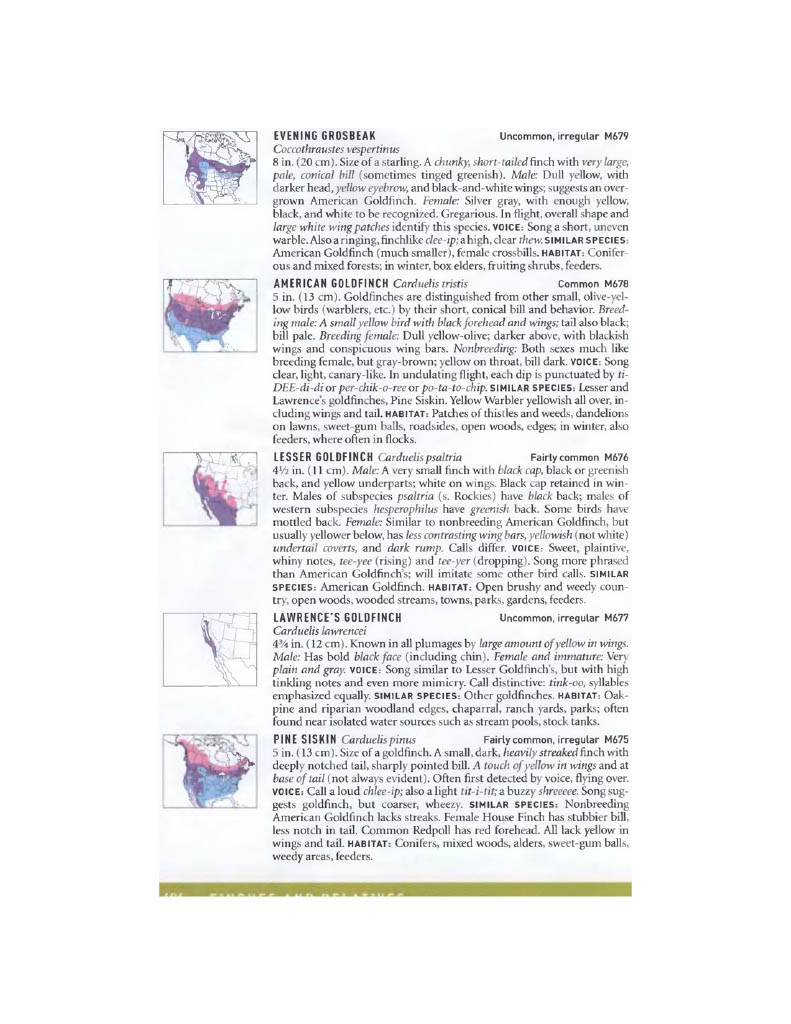 EVENING GROSBEAK Uncommon, irregular M679
Coccothraustes vespertinus
8 in. (20 cm). Size of a starling. A chunky, short-tailed finch with very large,
pale, conical bill (sometimes tinged greenish). Male: Dull yellow, with
darker head, yellow eyebrow, and black-and-white wings; suggests an over-
grown American Goldfinch. Female: Silver gray, with enough yellow,
black, and white to be recognized. Gregarious. In flight, overall shape and
large white wing patches identify this species. VOICE: Song a short, uneven
warble. Also a ringing, finchlike clee-ip; a high, clear thew. SIMILAR SPECIES:
American Goldfinch (much smaller), female crossbills. HABITAT: Conifer-
ous and mixed forests; in winter, box elders, fruiting shrubs, feeders.
AMERICAN GOLDFINCH Carduelis tristis Common M678
5 in. (13 cm). Goldfinches are distinguished from other small, olive-yel-
low birds (warblers, etc.) by their short, conical bill and behavior. Breed-
ing male: A small yellow bird with black forehead and wings; tail also black;
bill pale. Breeding female: Dull yellow-olive; darker above, with blackish
wings and conspicuous wing bars. Nonbreeding: Both sexes much like
breeding female, but gray-brown; yellow on throat, bill dark. VOICE: Song
clear, light, canary-like. In undulating flight, each dip is punctuated by ti-
DEE-di-di or per-chik-o-ree or po-ta-to-chip. SIMILAR SPECIES: Lesser and
Lawrence's goldfinches, Pine Siskin. Yellow Warbler yellowish all over, in-
cluding wings and tail. HABITAT: Patches of thistles and weeds, dandelions
on lawns, sweet-gum balls, roadsides, open woods, edges; in winter, also
feeders, where often in flocks.
LESSER GOLDFINCH Carduelis psaltria Fairly common M676
4½ in. (11 cm). Male: A very small finch with black cap, black or greenish
back, and yellow underparts; white on wings. Black cap retained in win-
ter. Males of subspecies psaltria (s. Rockies) have black back; males of
western subspecies hesperophilus have greenish back. Some birds have
mottled back. Female: Similar to nonbreeding American Goldfinch, but
usually yellower below, has less contrasting wing bars, yellowish (not white)
undertail coverts, and dark rump. Calls differ. VOICE: Sweet, plaintive,
whiny notes, tee-yee (rising) and tee-yer (dropping). Song more phrased
than American Goldfinch's; will imitate some other bird calls. SIMILAR
SPECIES: American Goldfinch. HABITAT: Open brushy and weedy coun-
try, open woods, wooded streams, towns, parks, gardens, feeders.
LAWRENCE'S GOLDFINCH Uncommon, irregular M677
Carduelis lawrencei
4¾ in. (12 cm). Known in all plumages by large amount of yellow in wings.
Male: Has bold black face (including chin). Female and immature: Very
plain and gray. VOICE: Song similar to Lesser Goldfinch's, but with high
tinkling notes and even more mimicry. Call distinctive: tink-oo, syllables
emphasized equally. SIMILAR SPECIES: Other goldfinches. HABITAT: Oak-
pine and riparian woodland edges, chaparral, ranch yards, parks; often
found near isolated water sources such as stream pools, stock tanks.
PINE SISKIN Carduelis pinus Fairly common, irregular M675
5 in. (13 cm). Size of a goldfinch. A small, dark, heavily streaked finch with
deeply notched tail, sharply pointed bill. A touch of yellow in wings and at
base of tail (not always evident). Often first detected by voice, flying over.
VOICE: Call a loud chlee-ip; also a light tit-i-tit; a buzzy shreeeee. Song sug-
gests goldfinch, but coarser, wheezy. SIMILAR SPECIES: Nonbreeding
American Goldfinch lacks streaks. Female House Finch has stubbier bill,
less notch in tail. Common Redpoll has red forehead. All lack yellow in
wings and tail. HABITAT: Conifers, mixed woods, alders, sweet-gum balls,
weedy areas, feeders.